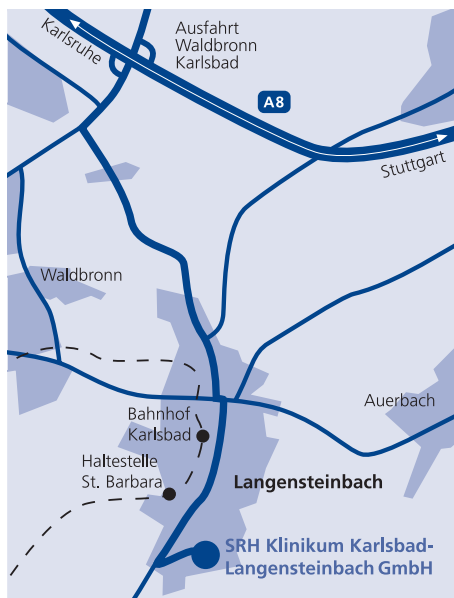 Karlsruhe
Ausfahrt
Waldbronn
Karlsbad
A8
Stuttgart
Waldbronn
Auerbach
Bahnhof
Karlsbad
Haltestelle
St. Barbara
Langensteinbach
SRH Klinikum Karlsbad-
Langensteinbach GmbH